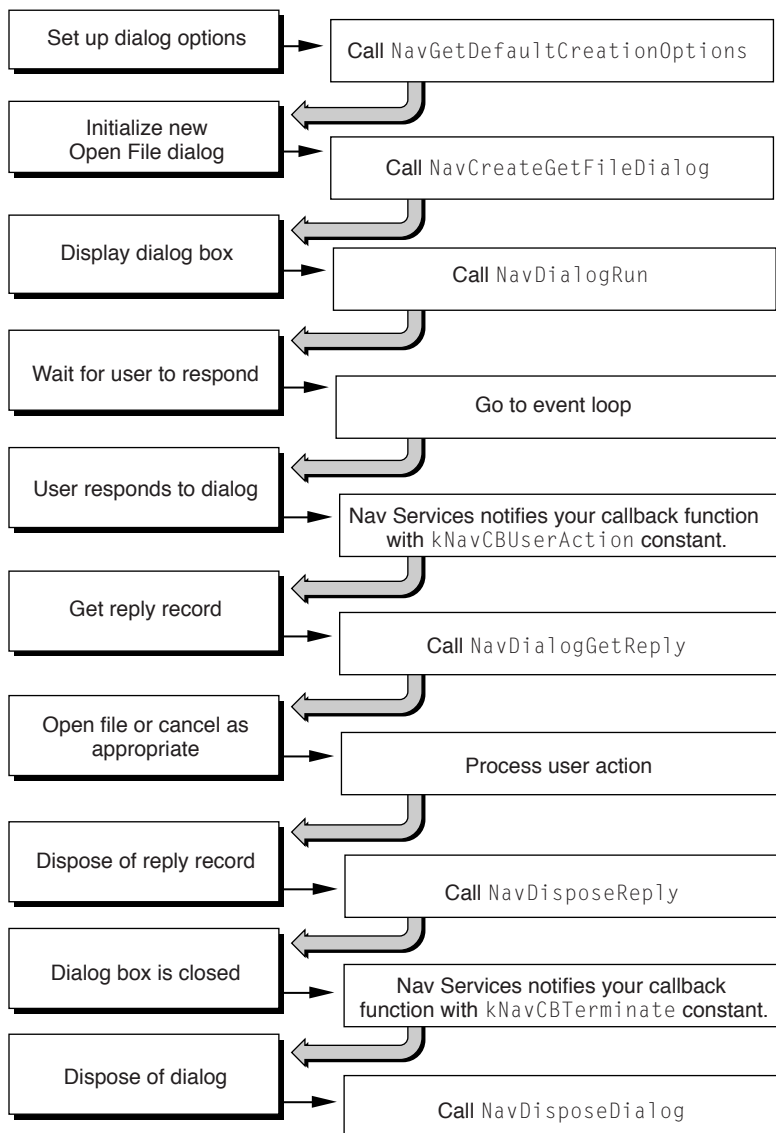 Set up dialog options
Call NavGetDefaultCreationOptions
Initialize new
Open File dialog
Call NavCreateGetFileDialog
Display dialog box
Call NavDialogRun
Wait for user to respond
Go to event loop
User responds to dialog
Nav Services notifies your callback function
with kNavCBUserAction constant.
Get reply record
Call NavDialogGetReply
Open file or cancel as
appropriate
Process user action
Dispose of reply record
Call NavDisposeReply
Dialog box is closed
Nav Services notifies your callback
function with kNavCBTerminate constant.
Dispose of dialog
Call NavDisposeDialog